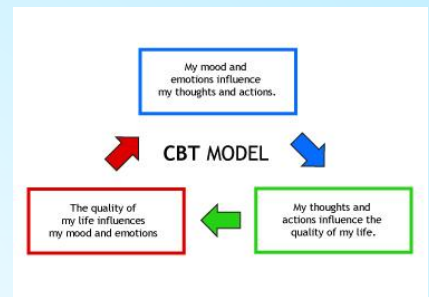 My mood and
emotions influence
my thoughts and actions.
CBT MODEL
The quality of
my life influences
my mood and emotions
My thoughts and
actions influence the
quality of my life.